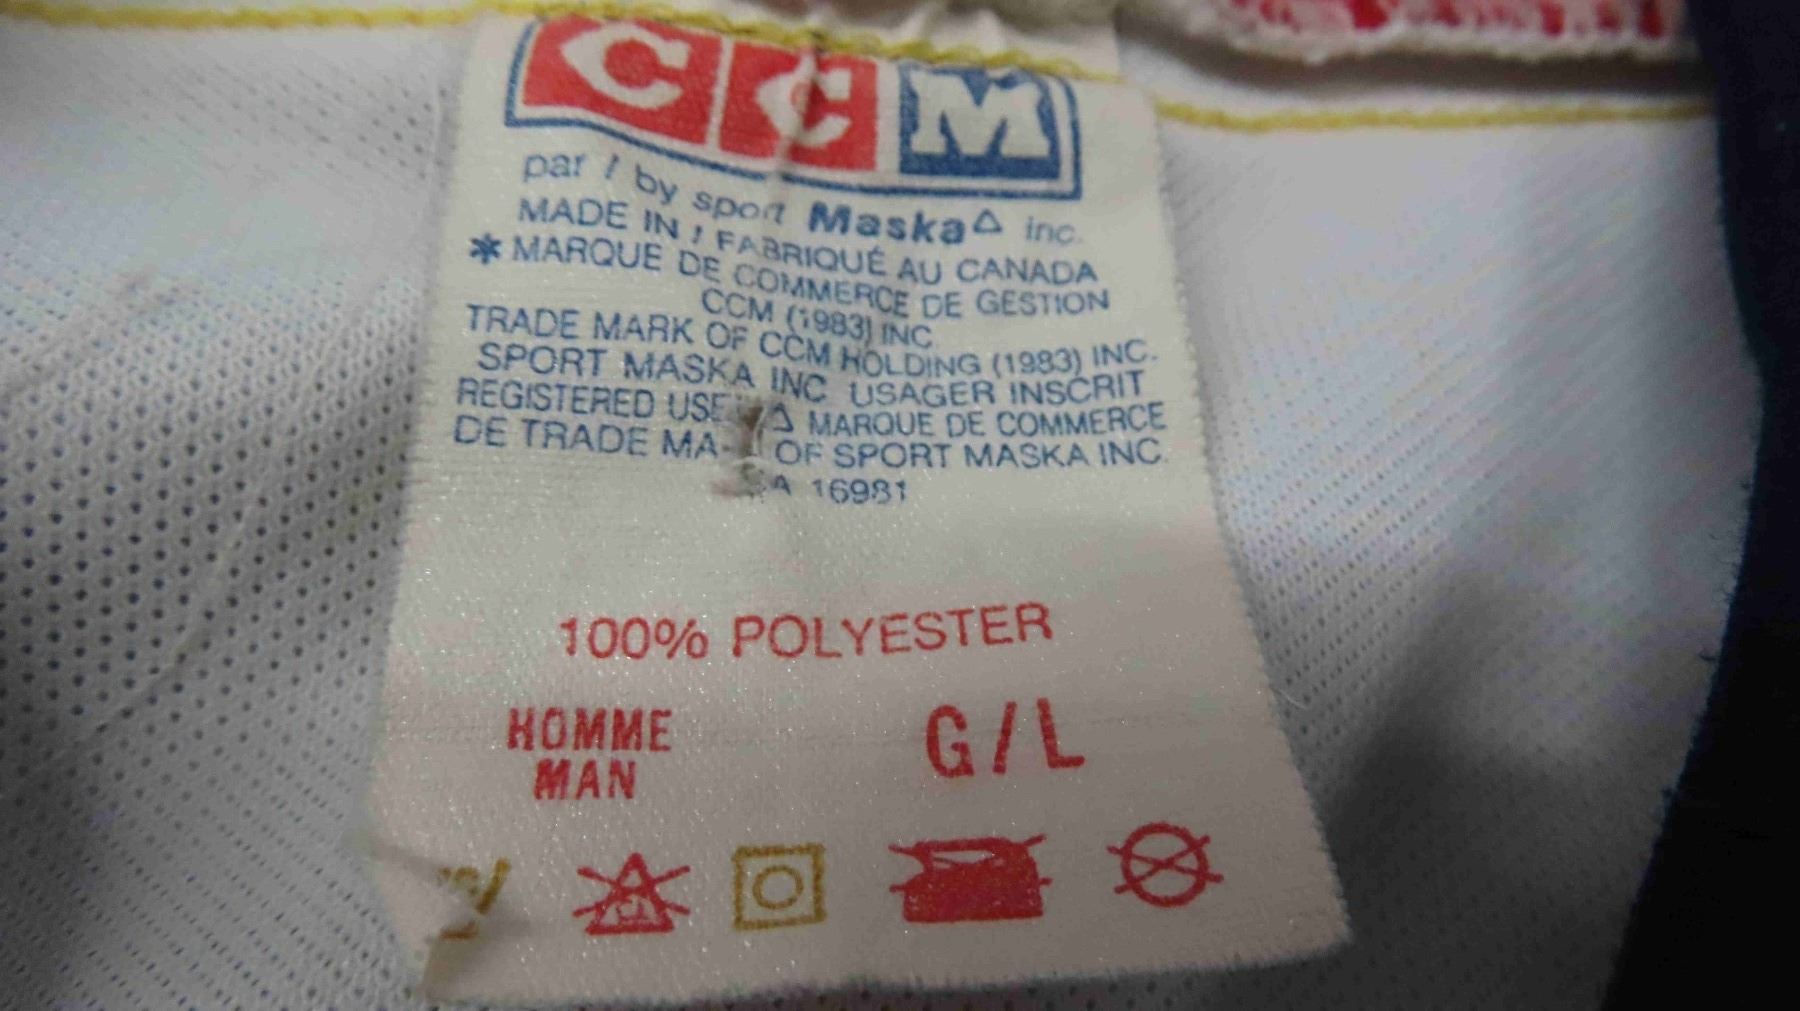 CCM
par / by sport Maska△ inc.
MADE IN / FABRIQUÉ AU CANADA
* MARQUE DE COMMERCE DE GESTION
CCM (1983) INC
TRADE MARK OF CCM HOLDING (1983) INC.
SPORT MASKA INC USAGER INSCRIT
REGISTERED △ MARQUE DE COMMERCE
DE TRADE OF SPORT MASKA INC
16981
100% POLYESTER
HOMME
MAN
G/L